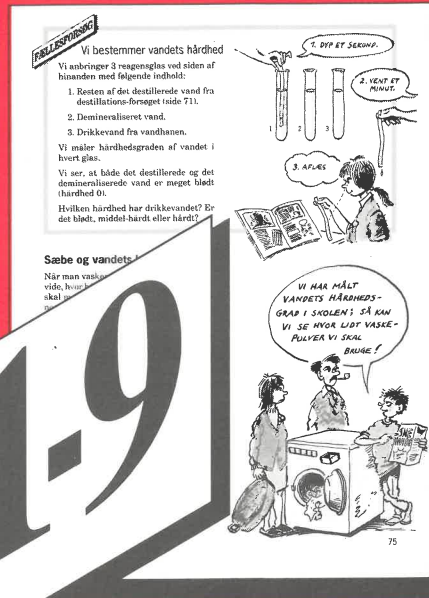 FÆLLESFORSØG
Vi bestemmer vandets hårdhed
Vi anbringer 3 reagensglas ved siden af
hinanden med følgende indhold:
1. Resten af det destillerede vand fra
destillations-forsøget (side 71).
2. Demineraliseret vand.
3. Drikkevand fra vandhanen.
Vi måler hårdhedsgraden af vandet i
hvert glas.
Vi ser, at både det destillerede og det
demineraliserede vand er meget blødt
(hårdhed 0).
Hvilken hårdhed har drikkevandet? Er
det blødt, middel-hårdt eller hårdt?
1. DYP ET SEKUND.
2. VENT ET
MINUT.
1
2
3
3. AFLÆS
Sæbe og vandets
Når man vasker
vide, hvor
skal
VI HAR MÅLT
VANDETS HÅRDHEDS-
GRAD I SKOLEN; SÅ KAN
VI SE HVOR LIDT VASKE-
PULVER VI SKAL
BRUGE!
1-9
75